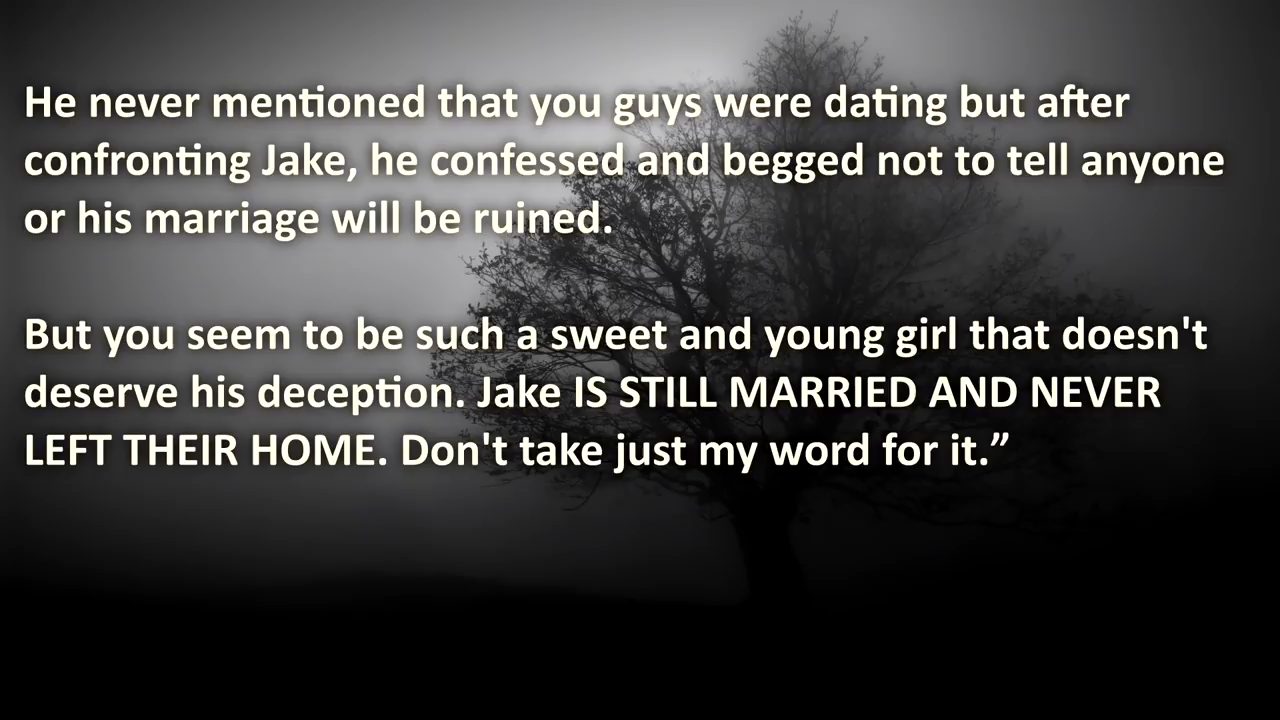 He never mentioned that you guys were dating but after
confronting Jake, he confessed and begged not to tell anyone
or his marriage will be ruined.
But you seem to be such a sweet and young girl that doesn't
deserve his deception. Jake IS STILL MARRIED AND NEVER
LEFT THEIR HOME. Don't take just my word for it.”